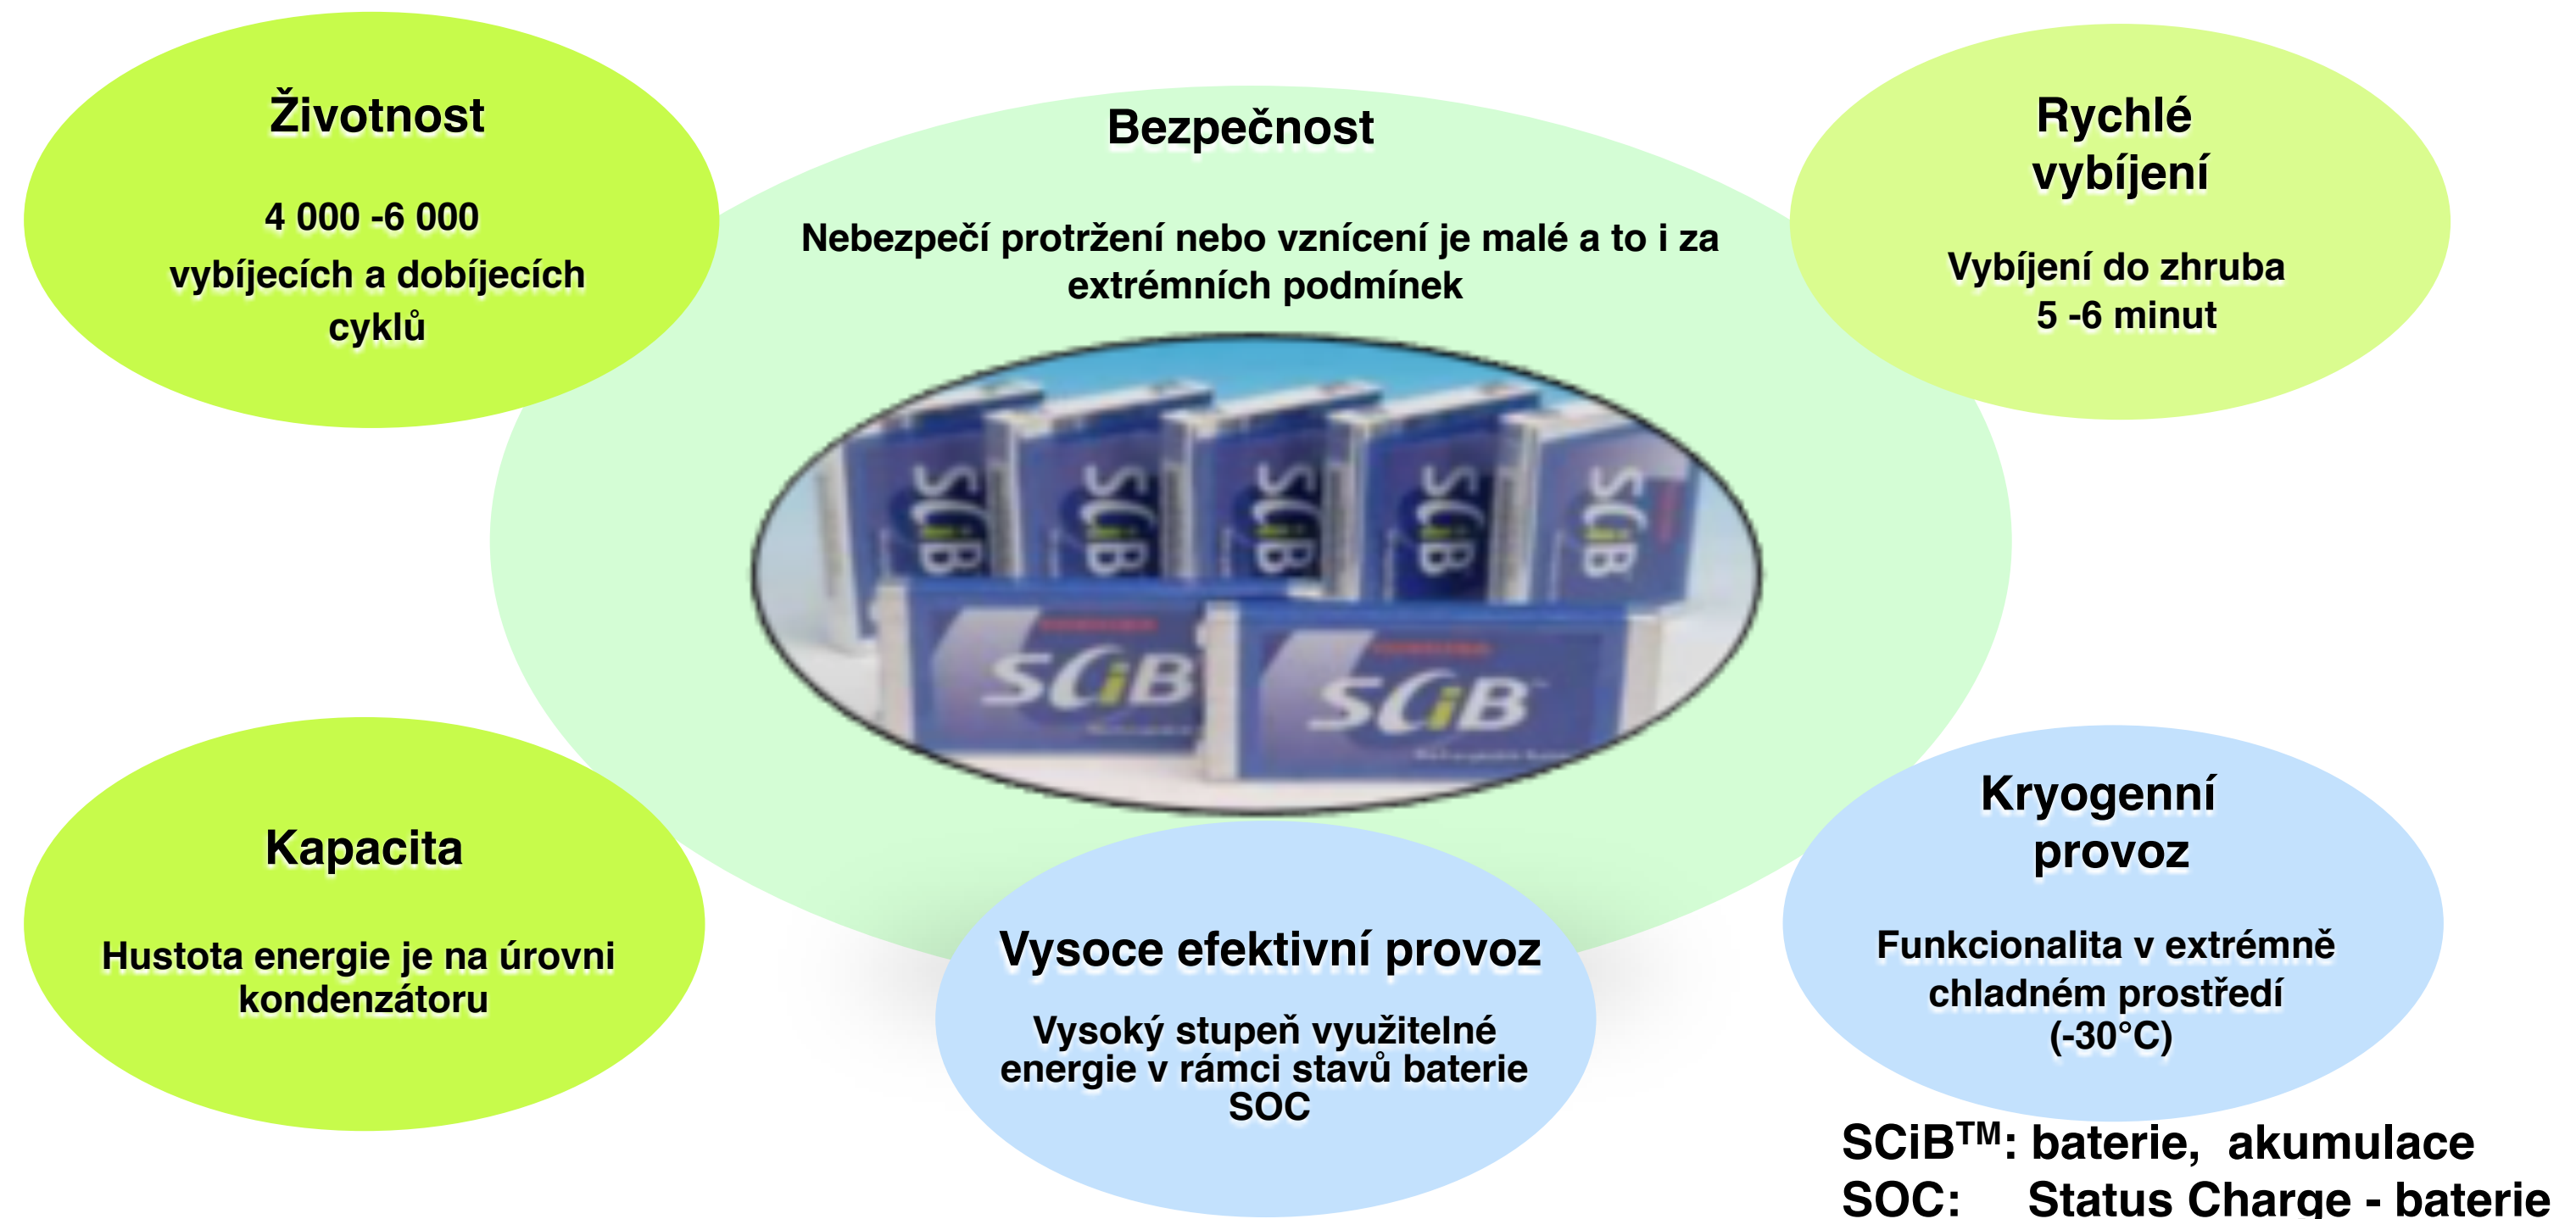 Životnost
4 000 -6 000
vybíjecích a dobíjecích
cyklů
Bezpečnost
Nebezpečí protržení nebo vznícení je malé a to i za
extrémních podmínek
Rychlé
vybíjení
Vybíjení do zhruba
5 -6 minut
SCiB
SCiB
SCiB
SCiB
SCiB
TOSHIBA
SCiB
TOSHIBA
SCiB™
Kapacita
Hustota energie je na úrovni
kondenzátoru
Vysoce efektivní provoz
Vysoký stupeň využitelné
energie v rámci stavů baterie
SOC
Kryogenní
provoz
Funkcionalita v extrémně
chladném prostředí
(-30°C)
SCiB™: baterie, akumulace
SOC: Status Charge - baterie